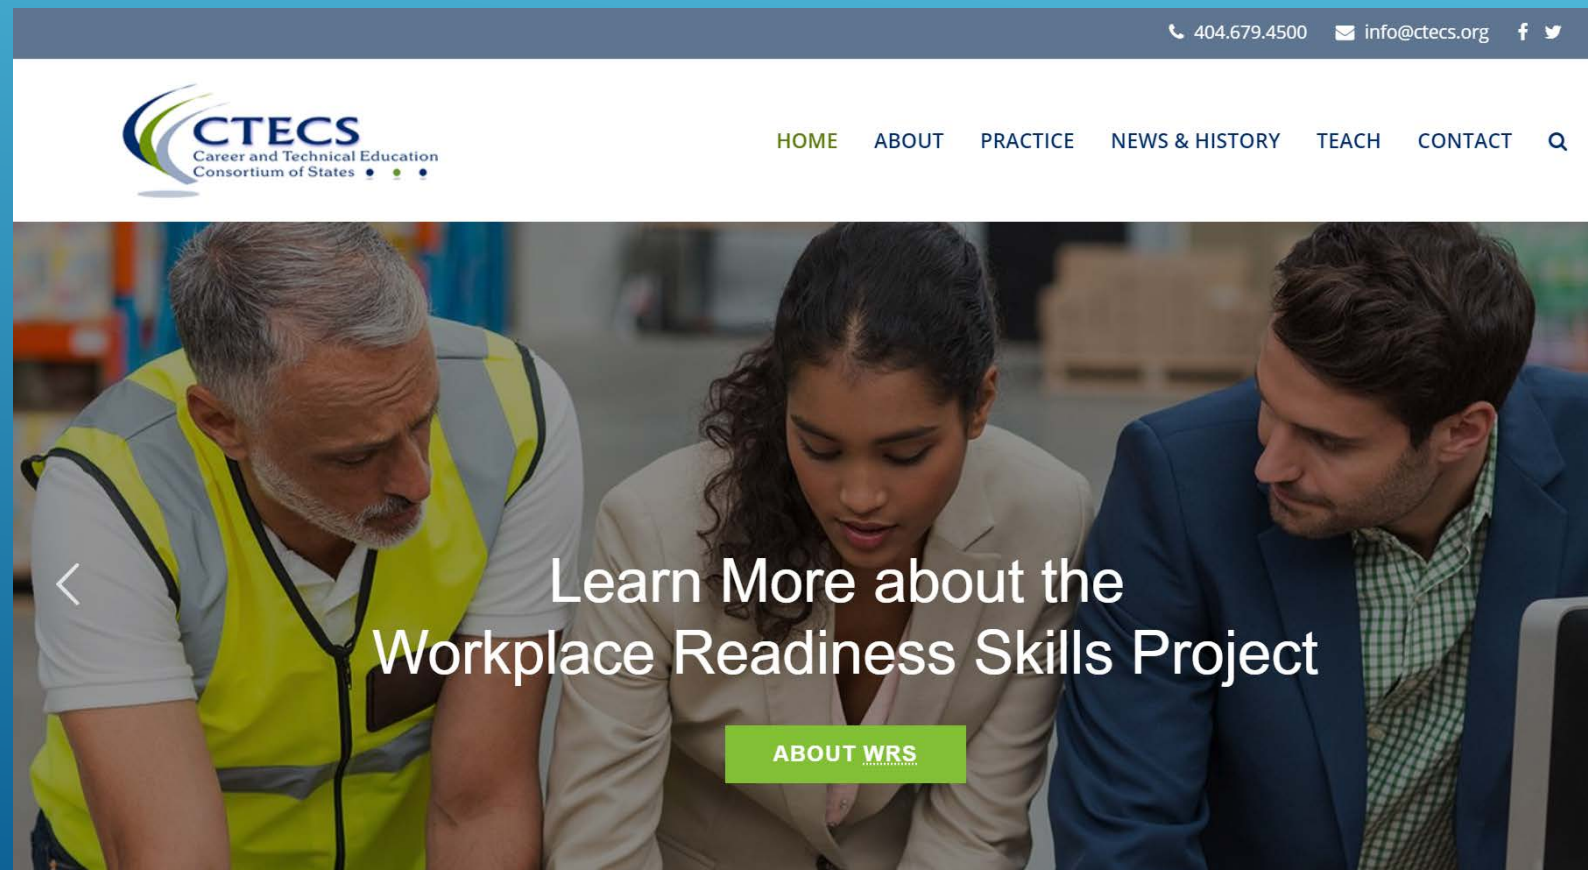 404.679.4500 info@ctecs.org
CTECS
Career and Technical Education
Consortium of States
HOME ABOUT PRACTICE NEWS & HISTORY TEACH CONTACT
Learn More about the
Workplace Readiness Skills Project
ABOUT WRS